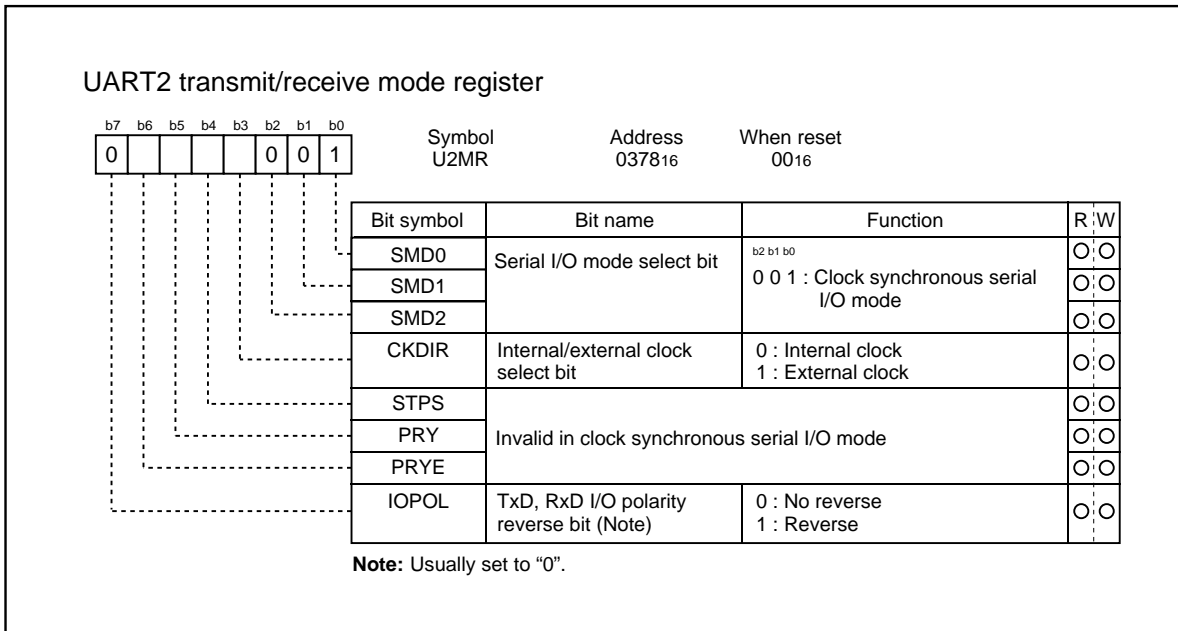 UART2 transmit/receive mode register
b7 b6 b5 b4 b3 b2 b1 b0
0 0 0 1
Symbol Address When reset
U2MR 037816 0016
Bit symbol Bit name Function R W
SMD0 Serial I/O mode select bit b2 b1 b0
0 0 1 : Clock synchronous serial
I/O mode
SMD1
SMD2
CKDIR Internal/external clock
select bit 0 : Internal clock
1 : External clock
STPS
PRY Invalid in clock synchronous serial I/O mode
PRYE
IOPOL TxD, RxD I/O polarity
reverse bit (Note) 0 : No reverse
1 : Reverse
Note: Usually set to “0”.